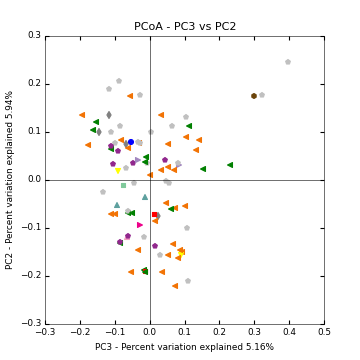 PCoA - PC3 vs PC2
0.3
0.2
0.1
0.0
−0.1
−0.2
−0.3
PC2 - Percent variation explained 5.94%
−0.3 −0.2 −0.1 0.0 0.1 0.2 0.3 0.4 0.5
PC3 - Percent variation explained 5.16%